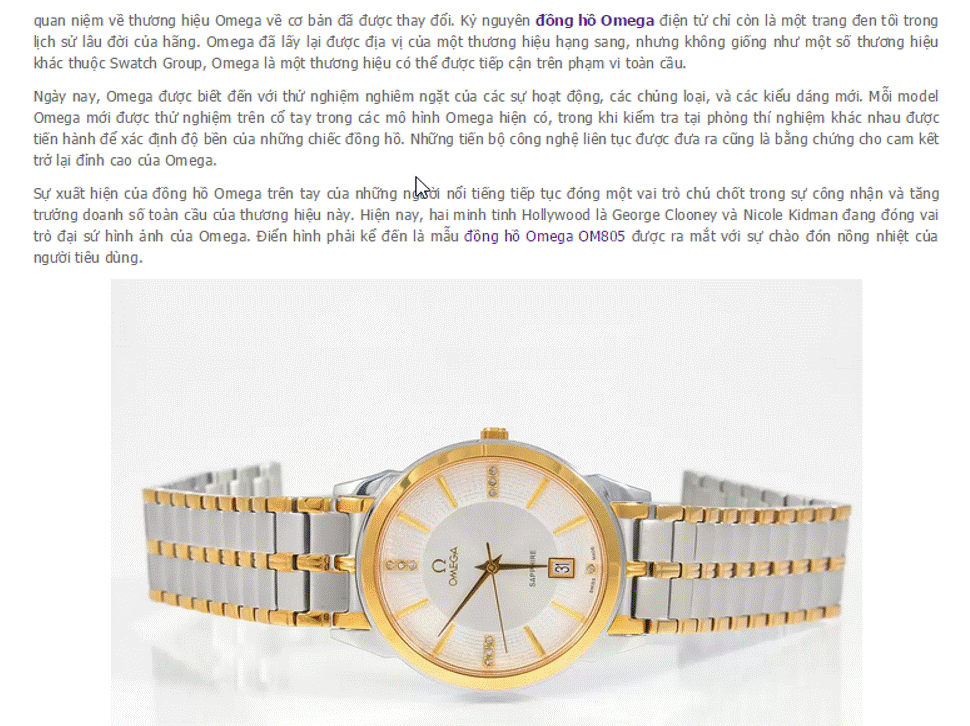 quan niệm về thương hiệu Omega về cơ bản đã được thay đổi. Kỷ nguyên đồng hồ Omega điện tử chỉ còn là một trang đen tối trong
lịch sử lâu đời của hãng. Omega đã lấy lại được địa vị của một thương hiệu hạng sang, nhưng không giống như một số thương hiệu
khác thuộc Swatch Group, Omega là một thương hiệu có thể được tiếp cận trên phạm vi toàn cầu.
Ngày nay, Omega được biết đến với thử nghiệm nghiêm ngặt của các sự hoạt động, các chủng loại, và các kiểu dáng mới. Mỗi model
Omega mới được thử nghiệm trên cổ tay trong các mô hình Omega hiện có, trong khi kiểm tra tại phòng thí nghiệm khác nhau được
tiến hành để xác định độ bền của những chiếc đồng hồ. Những tiến bộ công nghệ liên tục được đưa ra cũng là bằng chứng cho cam kết
trở lại đỉnh cao của Omega.
Sự xuất hiện của đồng hồ Omega trên tay của những người nổi tiếng tiếp tục đóng một vai trò chủ chốt trong sự công nhận và tăng
trưởng doanh số toàn cầu của thương hiệu này. Hiện nay, hai minh tinh Hollywood là George Clooney và Nicole Kidman đang đóng vai
trò đại sứ hình ảnh của Omega. Điển hình phải kể đến là mẫu đồng hồ Omega OM805 được ra mắt với sự chào đón nồng nhiệt của
người tiêu dùng.
Ω
OMEGA
SAPPHIRE
31
SWISS MADE